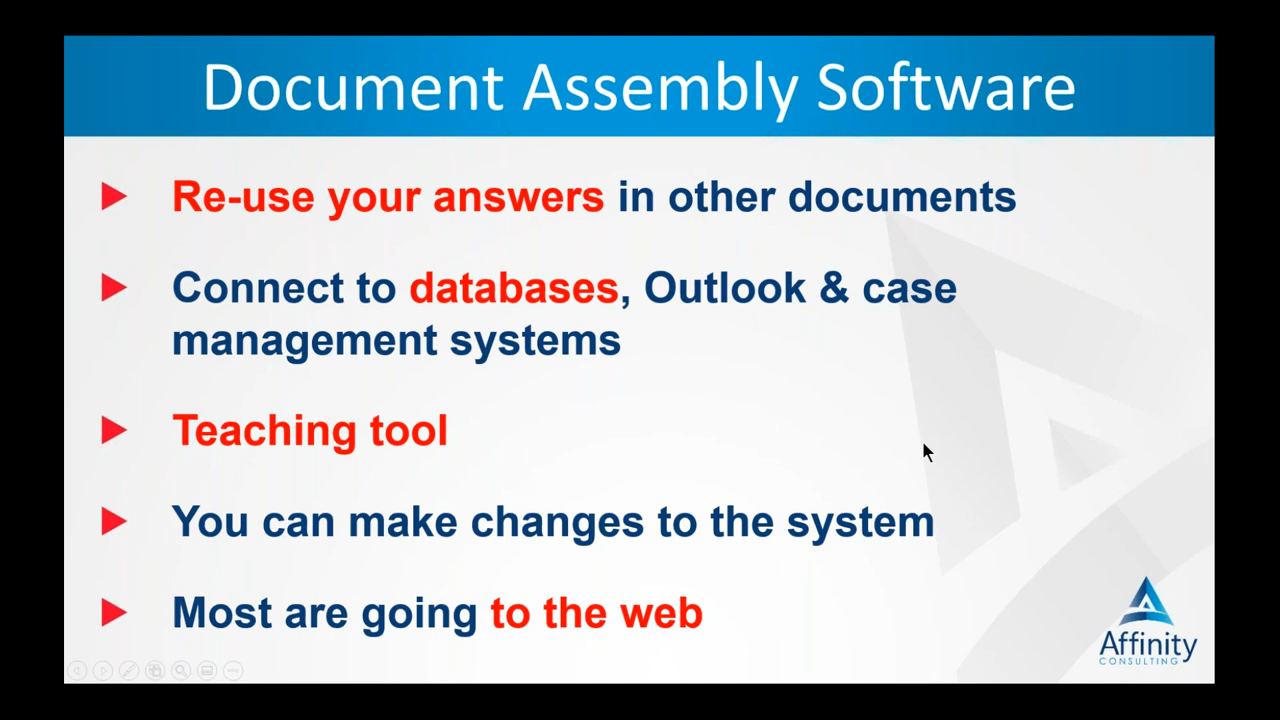 Document Assembly Software
Re-use your answers in other documents
Connect to databases, Outlook & case
management systems
Teaching tool
You can make changes to the system
Most are going to the web
Affinity
CONSULTING